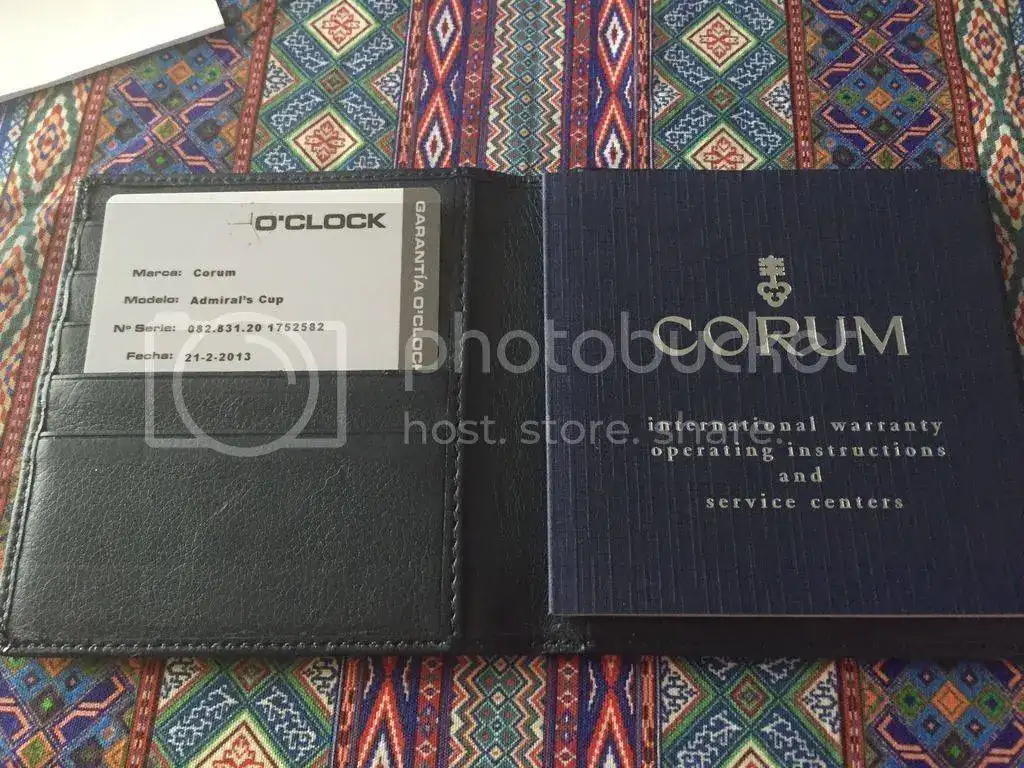 O'CLOCK
Marca: Corum
Modelo: Admiral's Cup
Nº Serie: 082.831.20 1752582
Fecha: 21-2-2013
GARANTÍA O'CLOCK
CORUM
international warranty
operating instructions
and
service centers
photobucket
host. store. share.